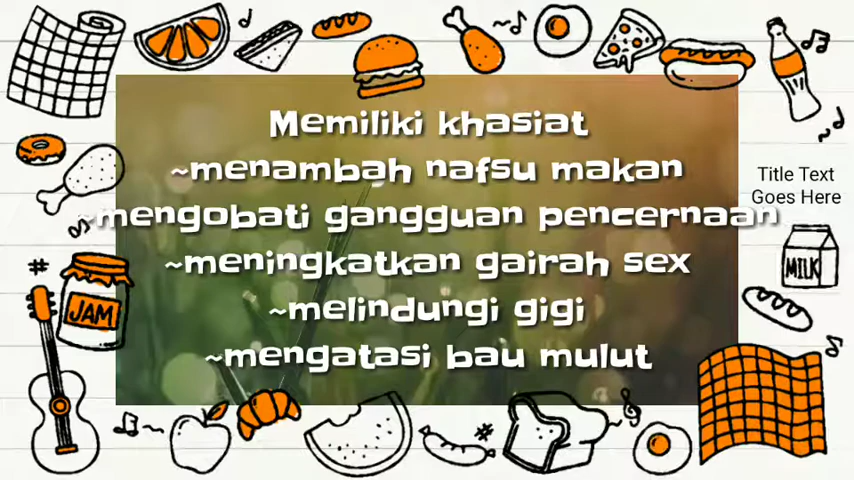 Memiliki khasiat
~menambah nafsu makan
~mengobati gangguan pencernaan
~meningkatkan gairah sex
~melindungi gigi
~mengatasi bau mulut
Title Text
Goes Here
MILK
JAM